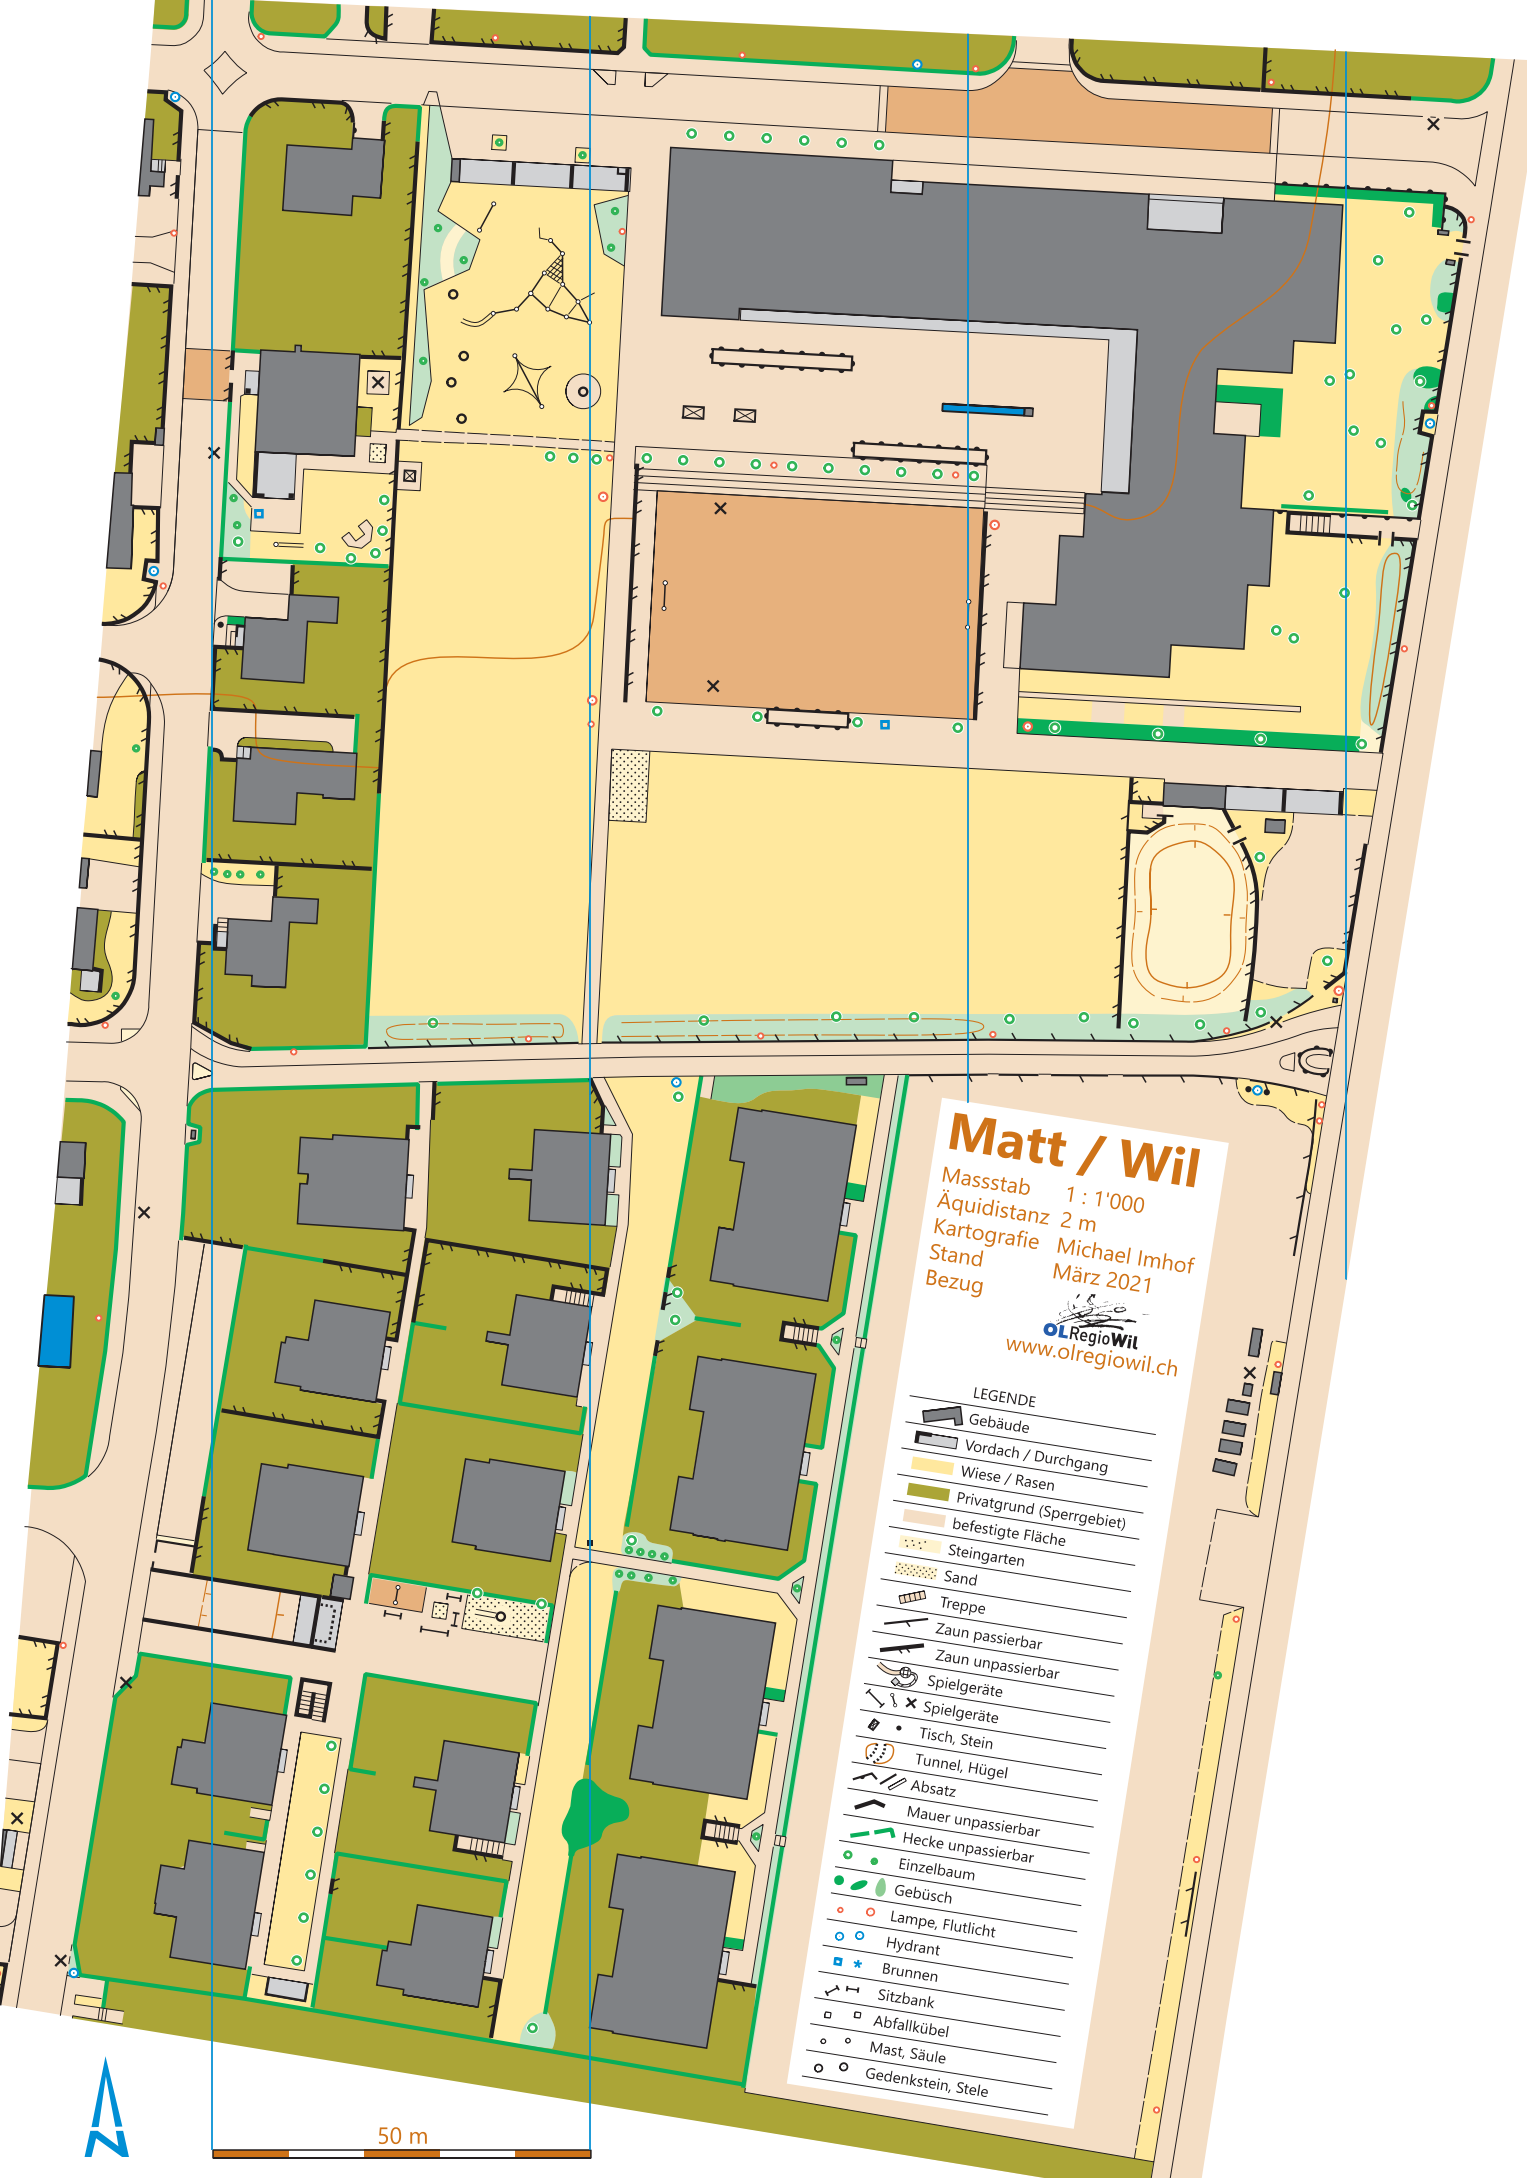 Matt / Wil
Massstab 1 : 1'000
Äquidistanz 2 m
Kartografie Michael Imhof
Stand März 2021
Bezug
OLRegioWil
www.olregiowil.ch
LEGENDE
Gebäude
Vordach / Durchgang
Wiese / Rasen
Privatgrund (Sperrgebiet)
befestigte Fläche
Steingarten
Sand
Treppe
Zaun passierbar
Zaun unpassierbar
Spielgeräte
Spielgeräte
Tisch, Stein
Tunnel, Hügel
Absatz
Mauer unpassierbar
Hecke unpassierbar
Einzelbaum
Gebüsch
Lampe, Flutlicht
Hydrant
Brunnen
Sitzbank
Abfallkübel
Mast, Säule
Gedenkstein, Stele
50 m
N